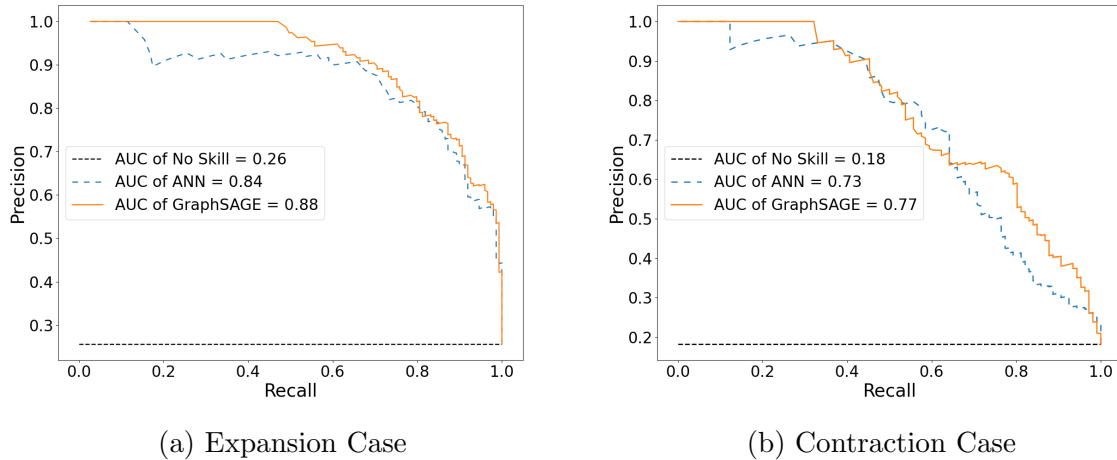 1.0
0.9
0.8
0.7
0.6
0.5
0.4
0.3
Precision
AUC of No Skill = 0.26
AUC of ANN = 0.84
AUC of GraphSAGE = 0.88
0.0 0.2 0.4 0.6 0.8 1.0
Recall
(a) Expansion Case
1.0
0.9
0.8
0.7
0.6
0.5
0.4
0.3
0.2
Precision
AUC of No Skill = 0.18
AUC of ANN = 0.73
AUC of GraphSAGE = 0.77
0.0 0.2 0.4 0.6 0.8 1.0
Recall
(b) Contraction Case